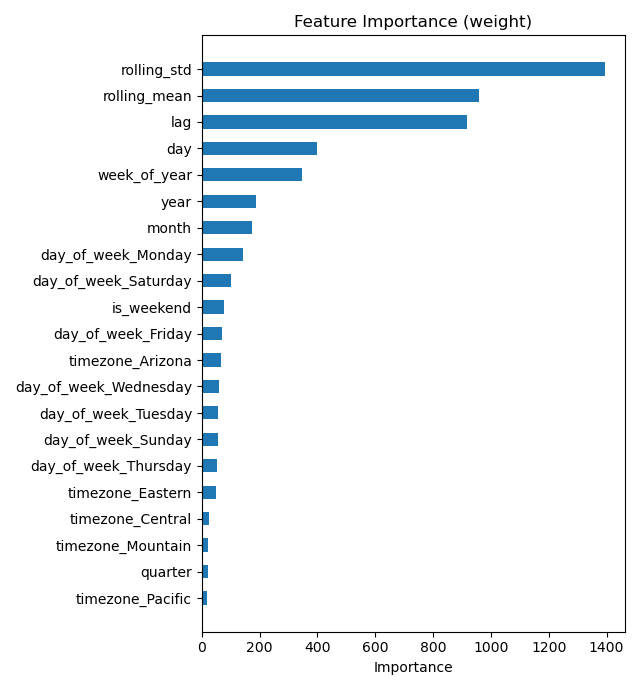 Feature Importance (weight)
rolling_std
rolling_mean
lag
day
week_of_year
year
month
day_of_week_Monday
day_of_week_Saturday
is_weekend
day_of_week_Friday
timezone_Arizona
day_of_week_Wednesday
day_of_week_Tuesday
day_of_week_Sunday
day_of_week_Thursday
timezone_Eastern
timezone_Central
timezone_Mountain
quarter
timezone_Pacific
0 200 400 600 800 1000 1200 1400
Importance